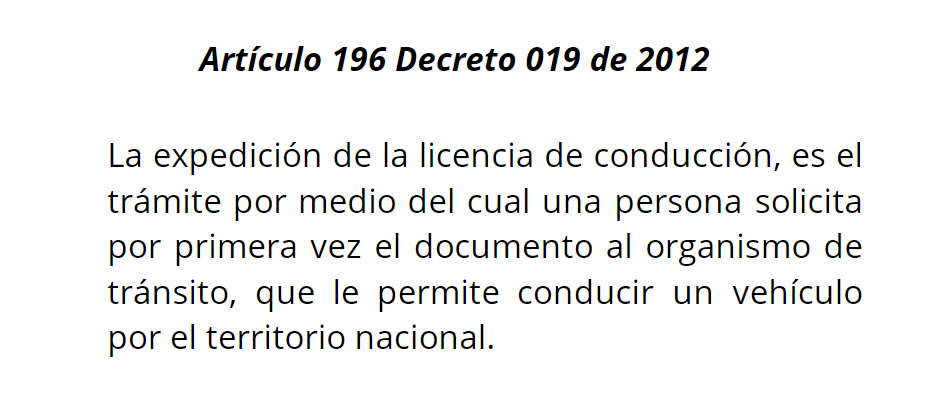 Artículo 196 Decreto 019 de 2012
La expedición de la licencia de conducción, es el
trámite por medio del cual una persona solicita
por primera vez el documento al organismo de
tránsito, que le permite conducir un vehículo
por el territorio nacional.